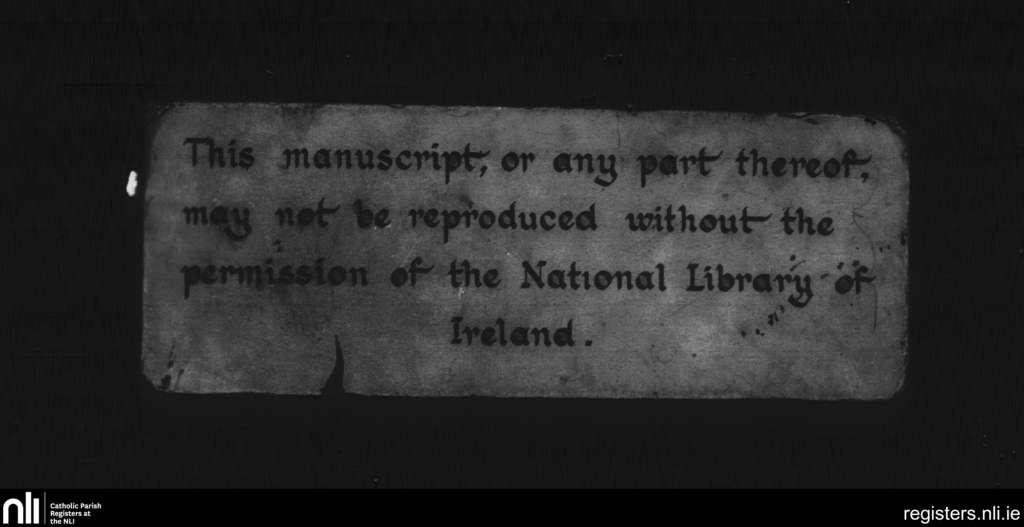 This manuscript, or any part thereof,
may not be reproduced without the
permission of the National Library of
Ireland.
nli
Catholic Parish
Registers at
the NLI
registers.nli.ie